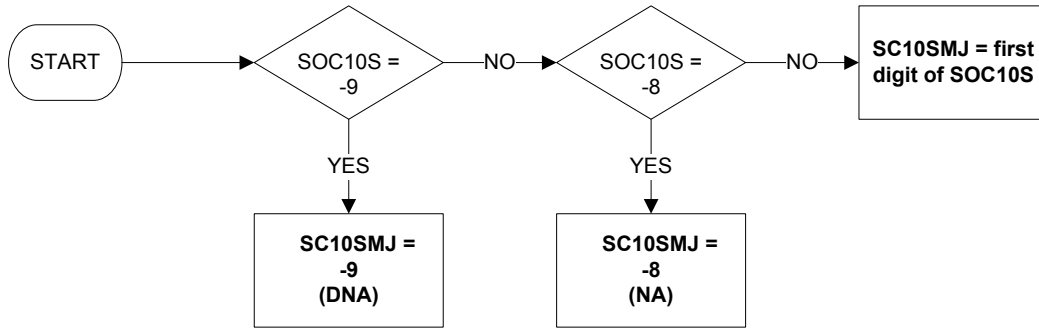 START
SOC10S =
-9
NO
SOC10S =
-8
NO
SC10SMJ = first
digit of SOC10S
YES
YES
SC10SMJ =
-9
(DNA)
SC10SMJ =
-8
(NA)